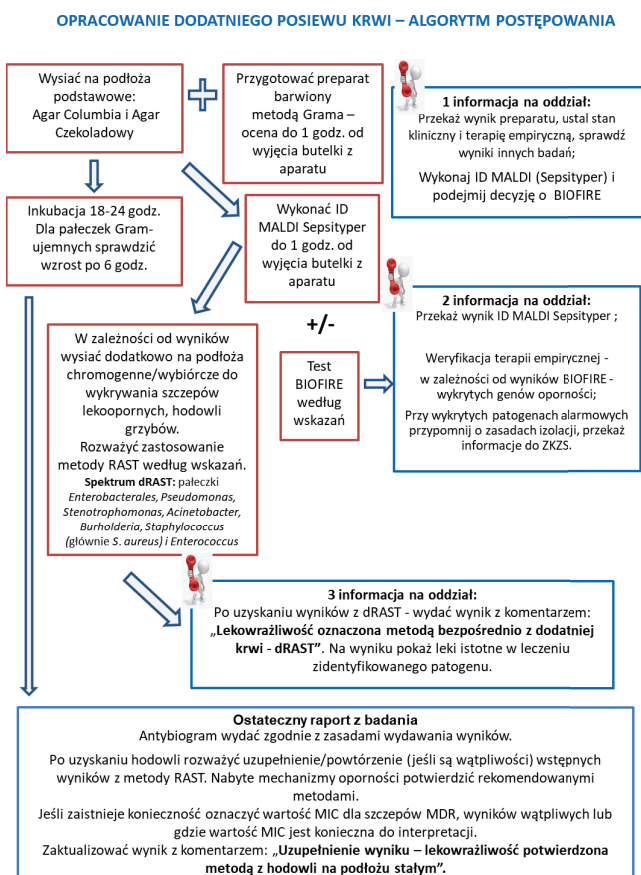 OPRACOWANIE DODATNIEGO POSIEWU KRWI – ALGORYTM POSTĘPOWANIA
Wysiać na podłoża
podstawowe:
Agar Columbia i Agar
Czekoladowy
Przygotować preparat
barwiony
metodą Grama –
ocena do 1 godz. od
wyjęcia butelki z
aparatu
1 informacja na oddział:
Przekaż wynik preparatu, ustal stan
kliniczny i terapię empiryczną, sprawdź
wyniki innych badań;
Wykonaj ID MALDI (Sepsityper) i
podejmij decyzję o BIOFIRE
Inkubacja 18-24 godz.
Dla pałeczek Gram-
ujemnych sprawdzić
wzrost po 6 godz.
Wykonać ID
MALDI Sepsityper
do 1 godz. od
wyjęcia butelki z
aparatu
+/-
Test
BIOFIRE
według
wskazań
2 informacja na oddział:
Przekaż wynik ID MALDI Sepsityper ;
Weryfikacja terapii empirycznej -
w zależności od wyników BIOFIRE -
wykrytych genów oporności;
Przy wykrytych patogenach alarmowych
przypomnij o zasadach izolacji, przekaż
informacje do ZKZS.
W zależności od wyników
wysiać dodatkowo na podłoża
chromogenne/wybiórcze do
wykrywania szczepów
lekoopornych, hodowli
grzybów.
Rozważyć zastosowanie
metody RAST według wskazań.
Spektrum dRAST: pałeczki
Enterobacterales, Pseudomonas,
Stenotrophomonas, Acinetobacter,
Burholderia, Staphylococcus
(głównie S. aureus) i Enterococcus
3 informacja na oddział:
Po uzyskaniu wyników z dRAST - wydać wynik z komentarzem:
„Lekowrażliwość oznaczona metodą bezpośrednio z dodatniej
krwi - dRAST”. Na wyniku pokaż leki istotne w leczeniu
zidentyfikowanego patogenu.
Ostateczny raport z badania
Antybiogram wydać zgodnie z zasadami wydawania wyników.
Po uzyskaniu hodowli rozważyć uzupełnienie/powtórzenie (jeśli są wątpliwości) wstępnych
wyników z metody RAST. Nabyte mechanizmy oporności potwierdzić rekomendowanymi
metodami.
Jeśli zaistnieje konieczność oznaczyć wartość MIC dla szczepów MDR, wyników wątpliwych lub
gdzie wartość MIC jest konieczna do interpretacji.
Zaktualizować wynik z komentarzem: „Uzupełnienie wyniku – lekowrażliwość potwierdzona
metodą z hodowli na podłożu stałym”.